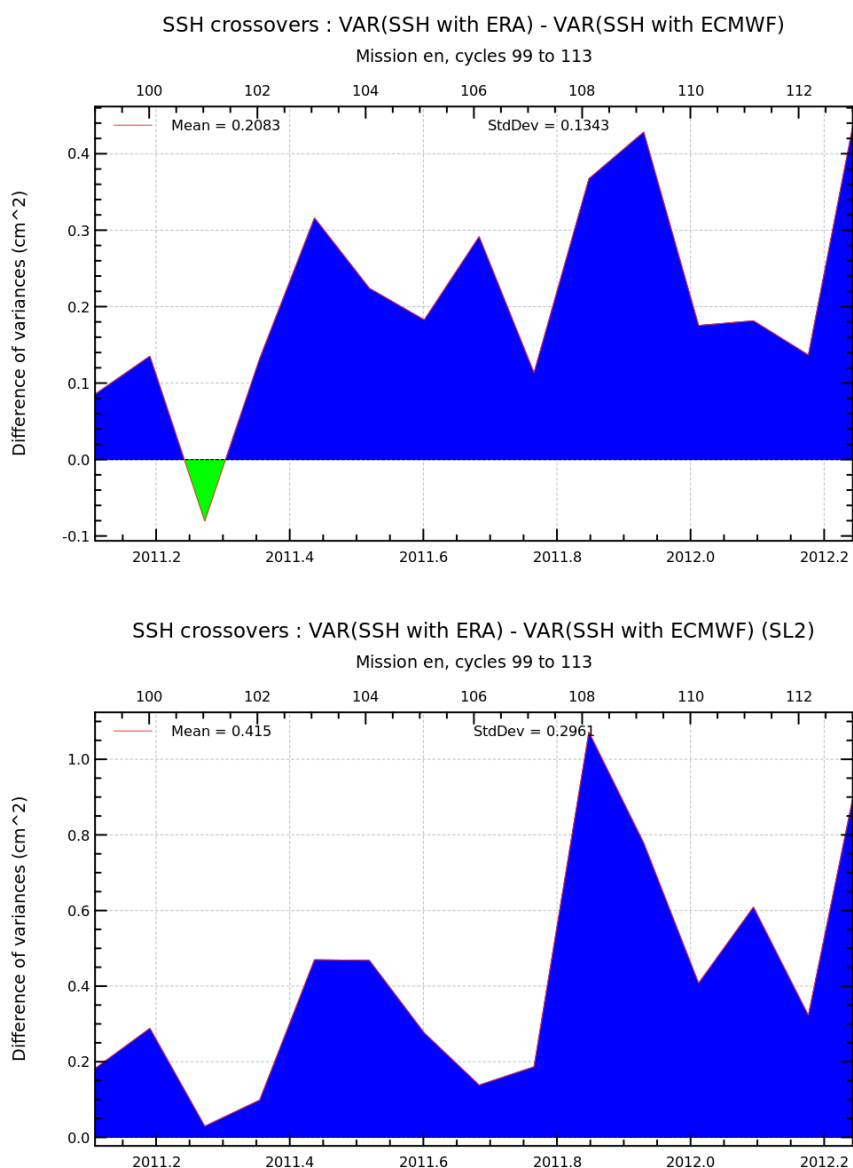 SSH crossovers : VAR(SSH with ERA) - VAR(SSH with ECMWF)
Mission en, cycles 99 to 113
100 102 104 106 108 110 112
Mean = 0.2083 StdDev = 0.1343
Difference of variances (cm^2)
0.4
0.3
0.2
0.1
0.0
-0.1
2011.2 2011.4 2011.6 2011.8 2012.0 2012.2
SSH crossovers : VAR(SSH with ERA) - VAR(SSH with ECMWF) (SL2)
Mission en, cycles 99 to 113
100 102 104 106 108 110 112
Mean = 0.415 StdDev = 0.2961
Difference of variances (cm^2)
1.0
0.8
0.6
0.4
0.2
0.0
2011.2 2011.4 2011.6 2011.8 2012.0 2012.2